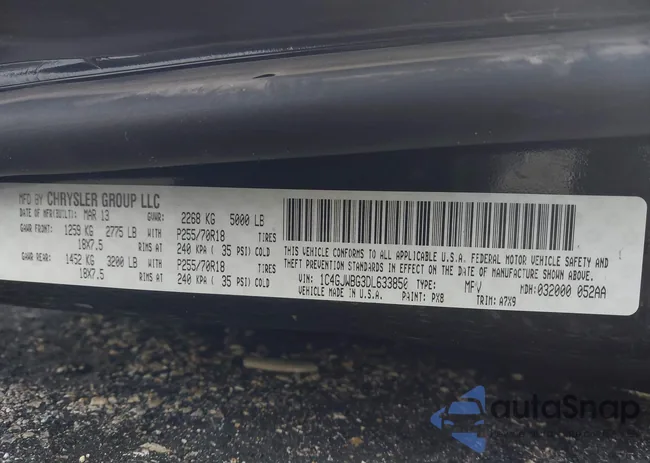 MFD BY CHRYSLER GROUP LLC
DATE OF MFR(BUILT): MAR 13 GVWR: 2268 KG 5000 LB
GAWR FRONT: 1259 KG 2775 LB WITH P255/70R18 TIRES
18X7.5 RIMS AT 240 KPA ( 35 PSI) COLD
GAWR REAR: 1452 KG 3200 LB WITH P255/70R18 TIRES
18X7.5 RIMS AT 240 KPA ( 35 PSI) COLD
THIS VEHICLE CONFORMS TO ALL APPLICABLE U.S.A. FEDERAL MOTOR VEHICLE SAFETY AND
THEFT PREVENTION STANDARDS IN EFFECT ON THE DATE OF MANUFACTURE SHOWN ABOVE.
VIN: 1C4GJWBG3DL633850 TYPE: MPV MDH: 032000 052AA
VEHICLE MADE IN U.S.A. PAINT: PX8 TRIM: A7X9
autoSnap